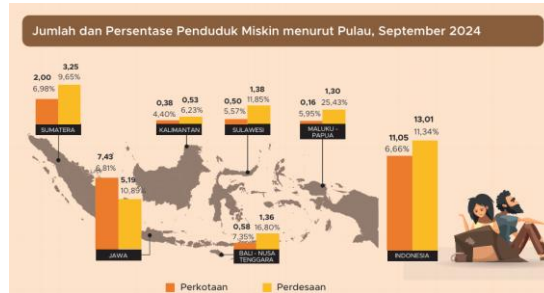 Jumlah dan Persentase Penduduk Miskin menurut Pulau, September 2024
2,00
6,98%
3,25
9,65%
SUMATERA
0,38
4,40%
0,53
6,23%
KALIMANTAN
0,50
5,57%
1,38
11,85%
SULAWESI
0,16
5,95%
1,30
25,43%
MALUKU -
PAPUA
7,43
6,81%
5,19
10,89%
JAWA
0,58
7,35%
1,36
16,80%
BALI - NUSA
TENGGARA
11,05
6,66%
13,01
11,34%
INDONESIA
Perkotaan
Perdesaan